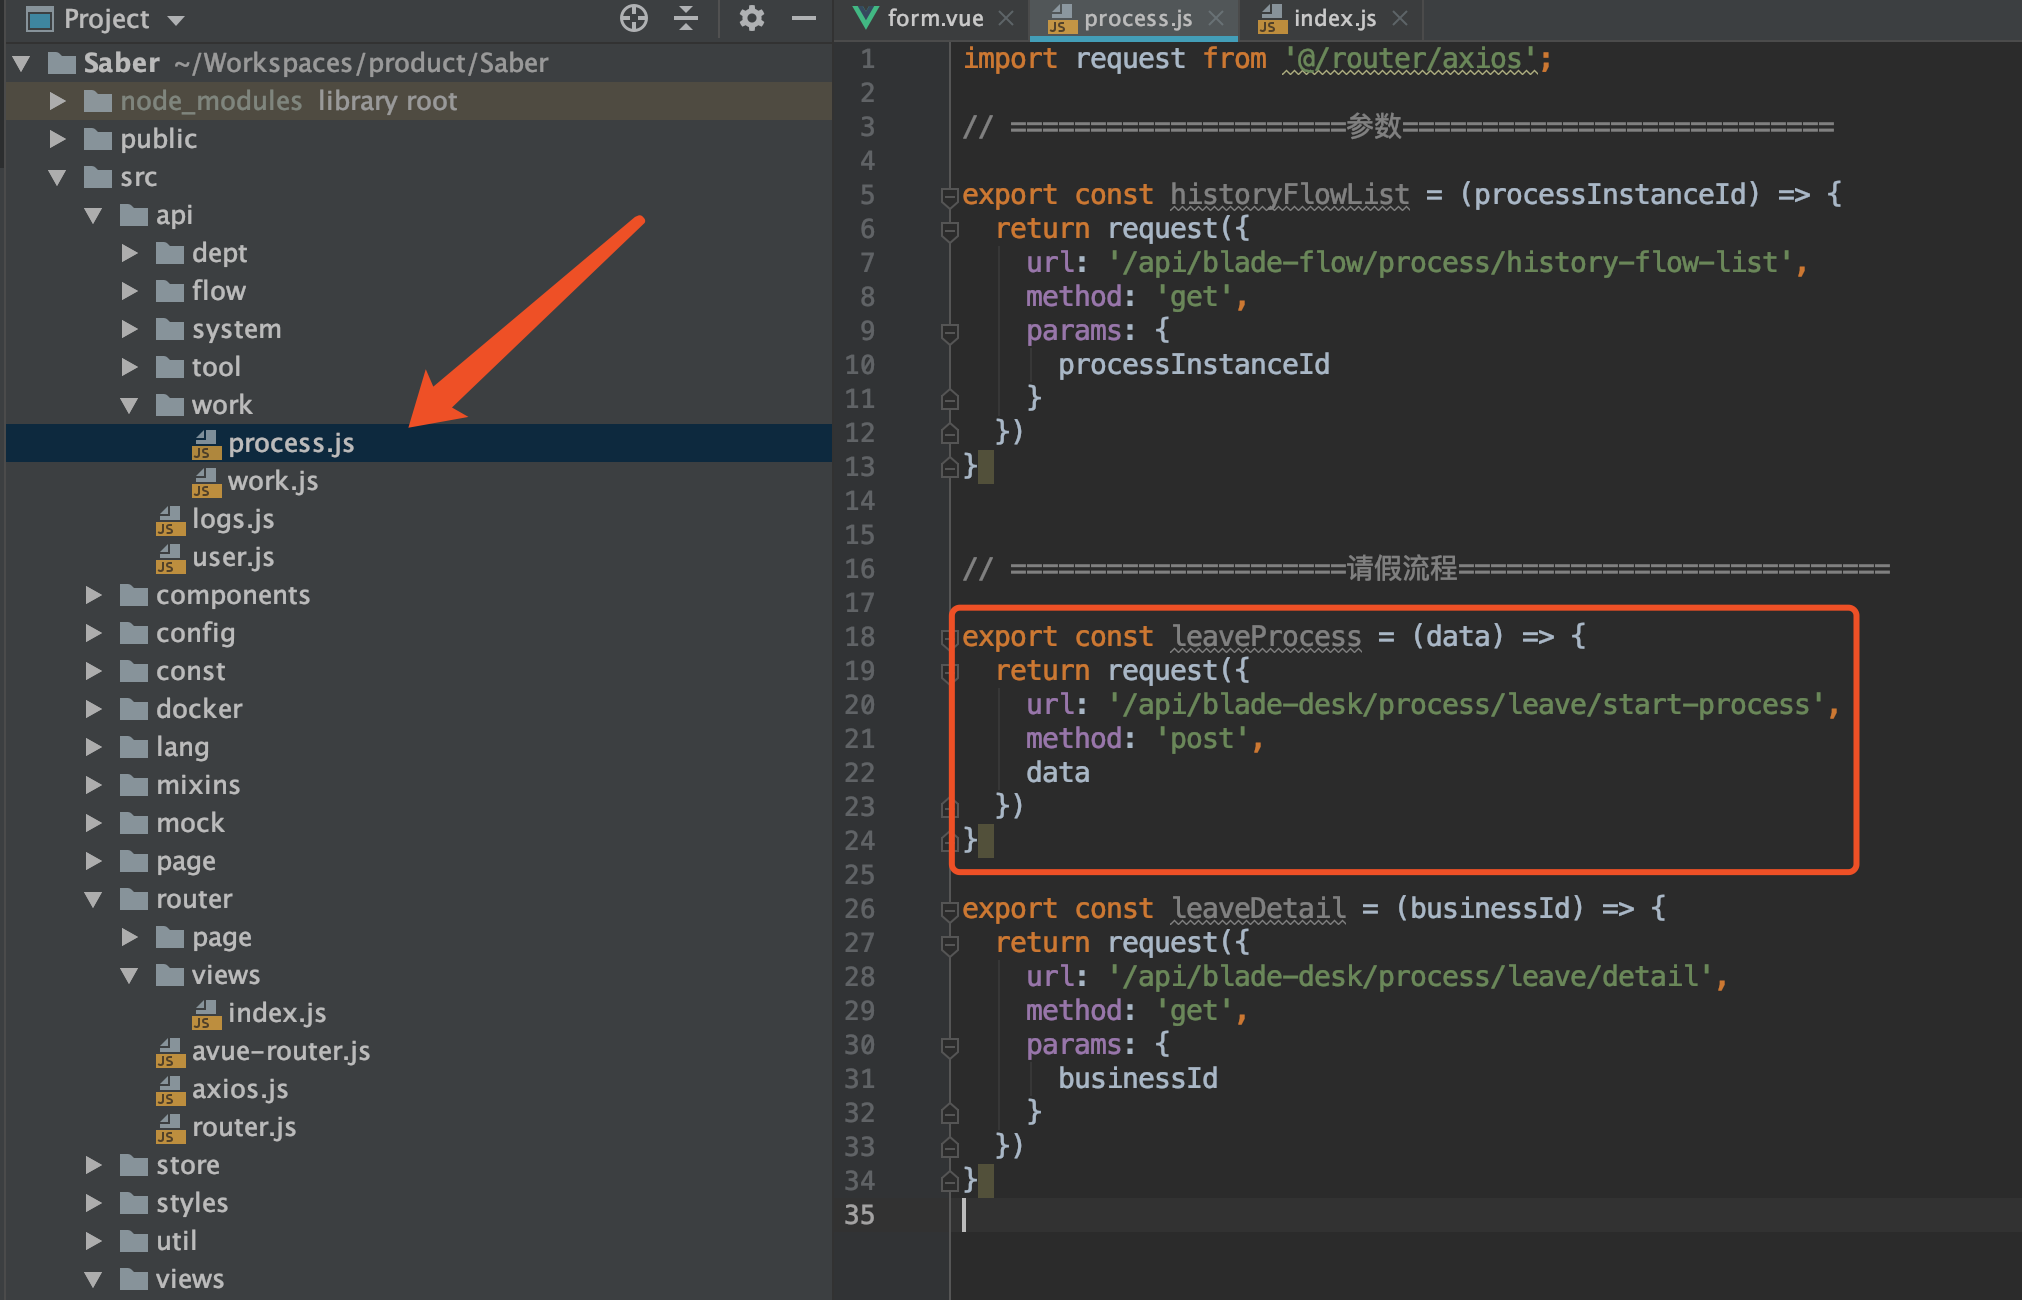 Project
Saber ~/Workspaces/product/Saber
node_modules library root
public
src
api
dept
flow
system
tool
work
process.js
work.js
logs.js
user.js
components
config
const
docker
lang
mixins
mock
page
router
page
views
index.js
avue-router.js
axios.js
router.js
store
styles
util
views
form.vue
process.js
index.js
1 import request from '@/router/axios';
2
3 // =====================参数===========================
4
5 export const historyFlowList = (processInstanceId) => {
6 return request({
7 url: '/api/blade-flow/process/history-flow-list',
8 method: 'get',
9 params: {
10 processInstanceId
11 }
12 })
13 }
14
15
16 // =====================请假流程===========================
17
18 export const leaveProcess = (data) => {
19 return request({
20 url: '/api/blade-desk/process/leave/start-process',
21 method: 'post',
22 data
23 })
24 }
25
26 export const leaveDetail = (businessId) => {
27 return request({
28 url: '/api/blade-desk/process/leave/detail',
29 method: 'get',
30 params: {
31 businessId
32 }
33 })
34 }
35